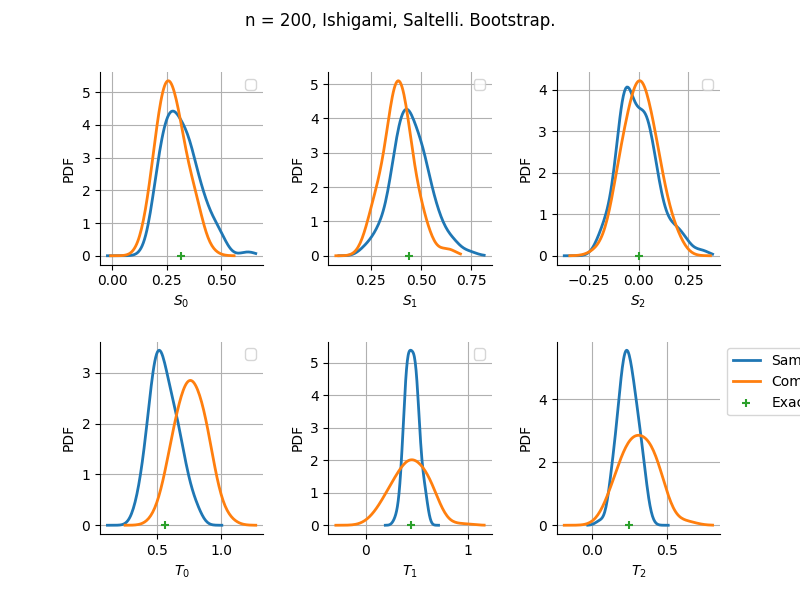 n = 200, Ishigami, Saltelli. Bootstrap.
PDF
5
4
3
2
1
0
0.00 0.25 0.50
S0
PDF
5
4
3
2
1
0
0.25 0.50 0.75
S1
PDF
4
3
2
1
0
−0.25 0.00 0.25
S2
PDF
3
2
1
0
0.5 1.0
T0
PDF
5
4
3
2
1
0
0 1
T1
PDF
4
2
0
0.0 0.5
T2
Sam
Com
Exac